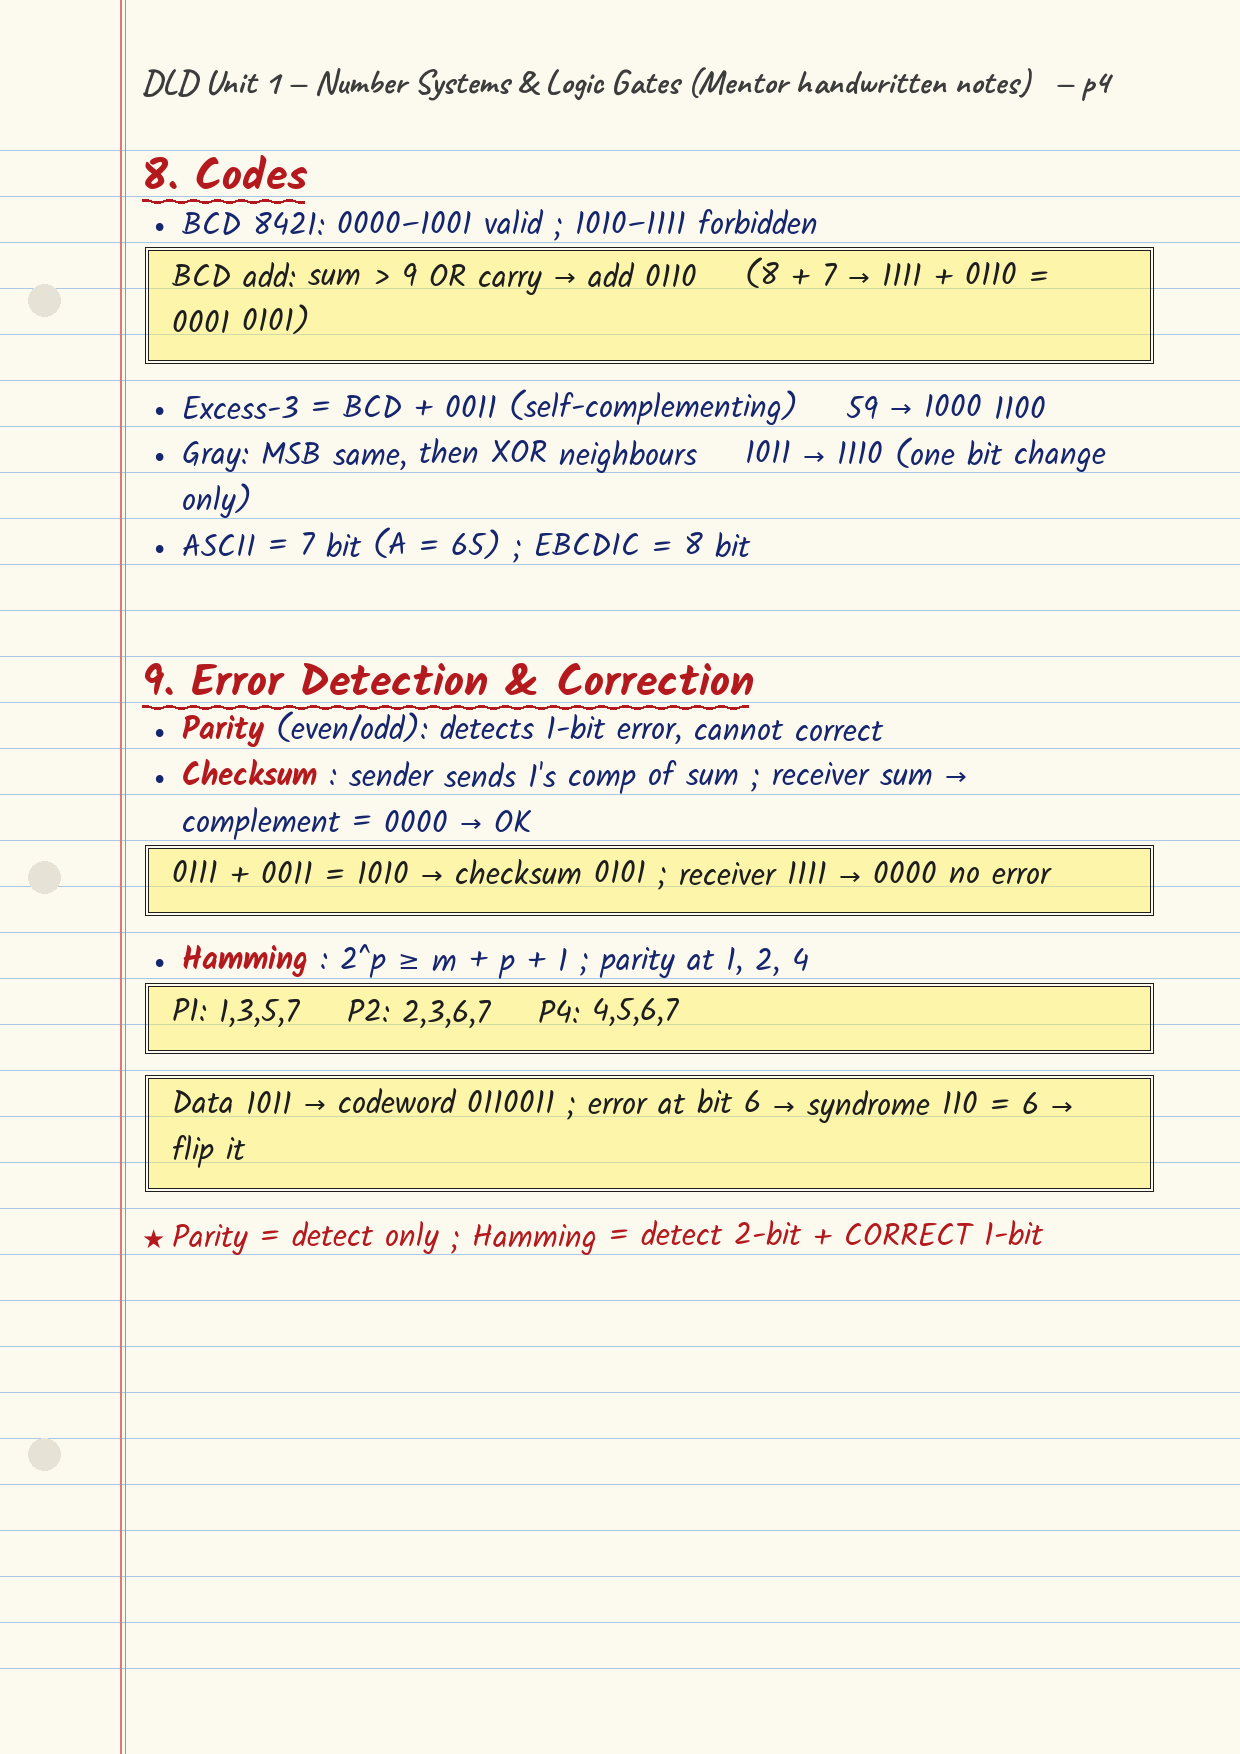 DLD Unit 1 – Number Systems & Logic Gates (Mentor handwritten notes) – p4
8. Codes
• BCD 8421: 0000–1001 valid ; 1010–1111 forbidden
BCD add: sum > 9 OR carry → add 0110 (8 + 7 → 1111 + 0110 =
0001 0101)
• Excess-3 = BCD + 0011 (self-complementing) 59 → 1000 1100
• Gray: MSB same, then XOR neighbours 1011 → 1110 (one bit change
only)
• ASCII = 7 bit (A = 65) ; EBCDIC = 8 bit
9. Error Detection & Correction
• Parity (even/odd): detects 1-bit error, cannot correct
• Checksum : sender sends 1's comp of sum ; receiver sum →
complement = 0000 → OK
0111 + 0011 = 1010 → checksum 0101 ; receiver 1111 → 0000 no error
• Hamming : 2^p ≥ m + p + 1 ; parity at 1, 2, 4
P1: 1,3,5,7 P2: 2,3,6,7 P4: 4,5,6,7
Data 1011 → codeword 0110011 ; error at bit 6 → syndrome 110 = 6 →
flip it
★ Parity = detect only ; Hamming = detect 2-bit + CORRECT 1-bit